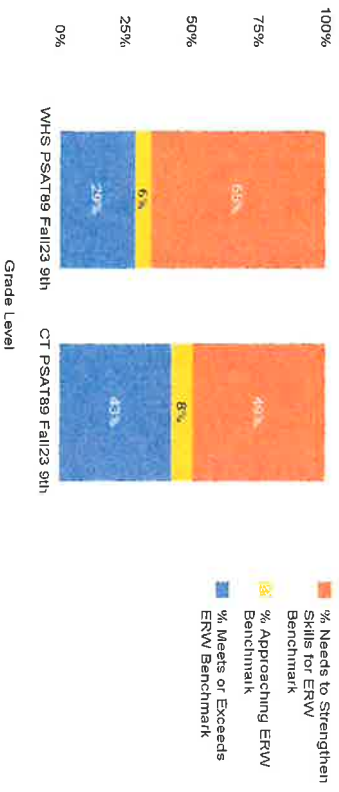 100%
75%
50%
25%
0%
65%
6%
29%
49%
8%
43%
WHS PSAT89 Fall23 9th
CT PSAT89 Fall23 9th
Grade Level
% Needs to Strengthen
Skills for ERW
Benchmark
% Approaching ERW
Benchmark
% Meets or Exceeds
ERW Benchmark